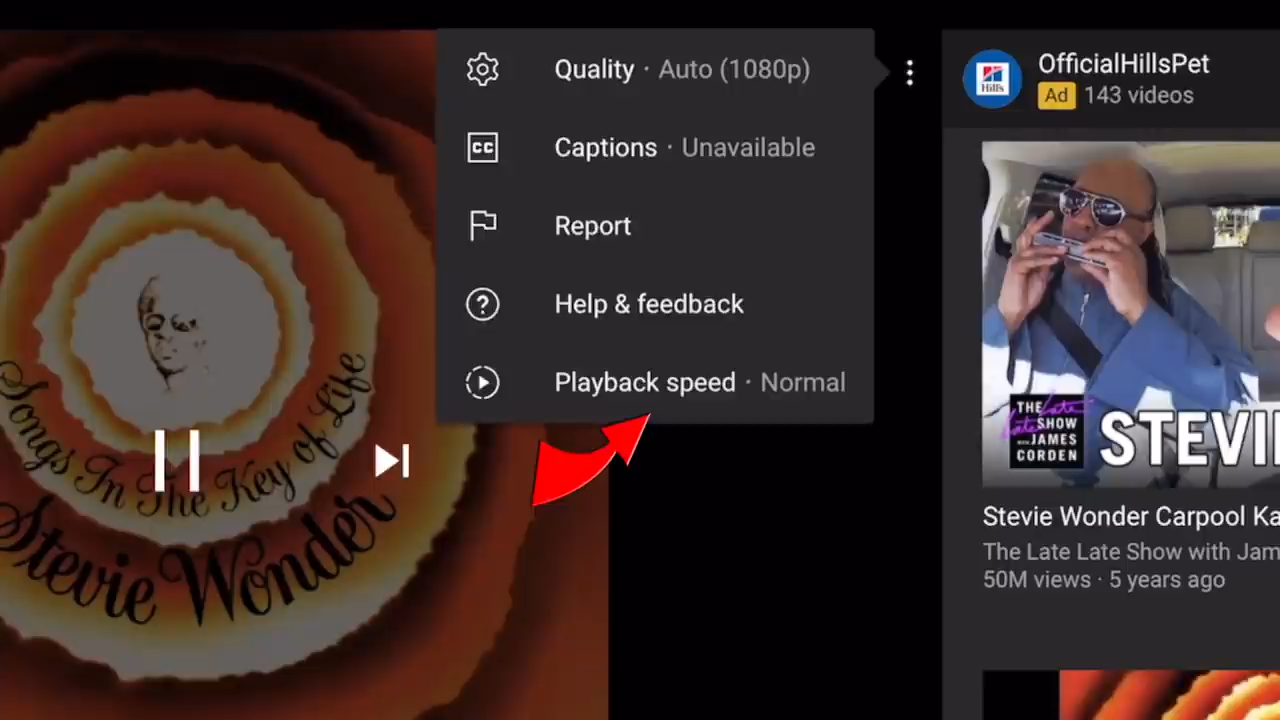 Quality · Auto (1080p)
CC
Captions · Unavailable
Report
Help & feedback
Playback speed · Normal
Songs In The Key of Life
Stevie Wonder
OfficialHillsPet
Hill's
Ad 143 videos
THE
Late Late
SHOW
WITH JAMES
CORDEN
STEVI
Stevie Wonder Carpool Ka
The Late Late Show with Jam
50M views · 5 years ago